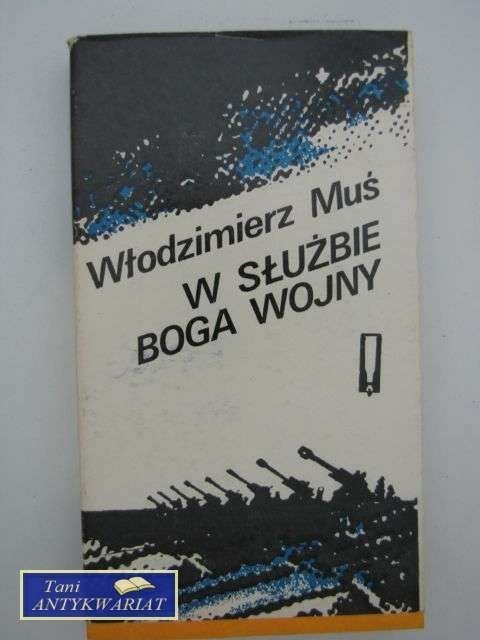 Włodzimierz Muś
W SŁUŻBIE
BOGA WOJNY
Tani
ANTYKWARIAT